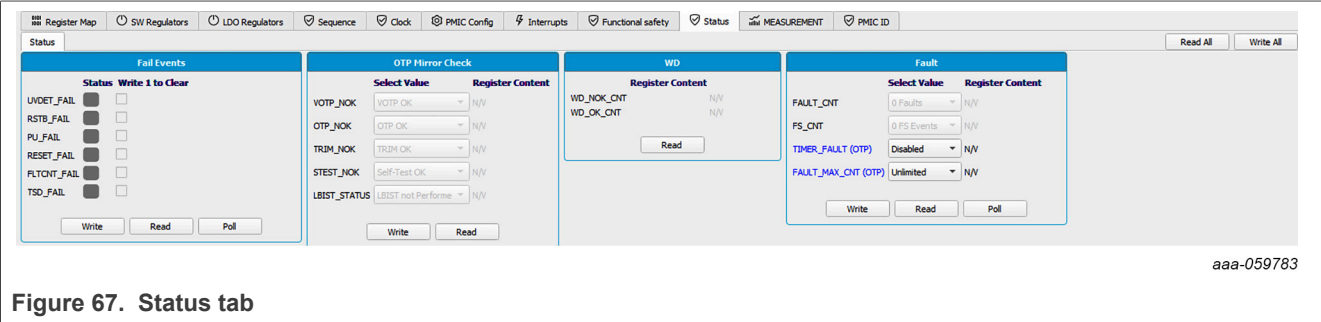 Register Map SW Regulators LDO Regulators Sequence Clock PMIC Config Interrupts Functional safety Status MEASUREMENT PMIC ID
Status Read All Write All
Fail Events
Status Write 1 to Clear
UVDET_FAIL
RSTB_FAIL
PU_FAIL
RESET_FAIL
FLTCNT_FAIL
TSD_FAIL
Write Read Poll
OTP Mirror Check
Select Value Register Content
VOTP_NOK VOTP OK N/V
OTP_NOK OTP OK N/V
TRIM_NOK TRIM OK N/V
STEST_NOK Self-Test OK N/V
LBIST_STATUS LBIST not Performe N/V
Write Read
WD
Register Content
WD_NOK_CNT N/V
WD_OK_CNT N/V
Read
Fault
Select Value Register Content
FAULT_CNT 0 Faults N/V
FS_CNT 0 FS Events N/V
TIMER_FAULT (OTP) Disabled N/V
FAULT_MAX_CNT (OTP) Unlimited N/V
Write Read Poll
aaa-059783
Figure 67. Status tab